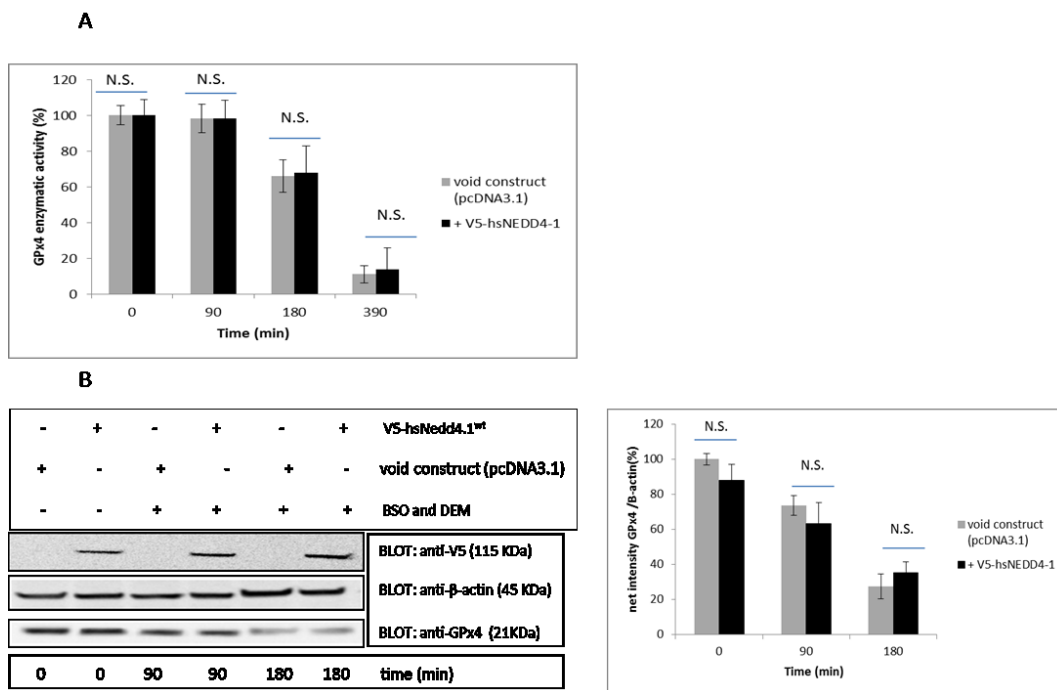 A
N.S.
N.S.
N.S.
N.S.
120
100
80
60
40
20
0
GPx4 enzymatic activity (%)
0 90 180 390
Time (min)
void construct
(pcDNA3.1)
+ V5-hsNEDD4-1
B
- + - + - + V5-hsNedd4.1wt
+ - + - + - void construct (pcDNA3.1)
- - + + + + BSO and DEM
BLOT: anti-V5 (115 KDa)
BLOT: anti-β-actin (45 KDa)
BLOT: anti-GPx4 (21KDa)
0 0 90 90 180 180 time (min)
120
100
80
60
40
20
0
net intensity GPx4 /B-actin(%)
N.S.
N.S.
N.S.
0 90 180
Time (min)
void construct
(pcDNA3.1)
+ V5-hsNEDD4-1